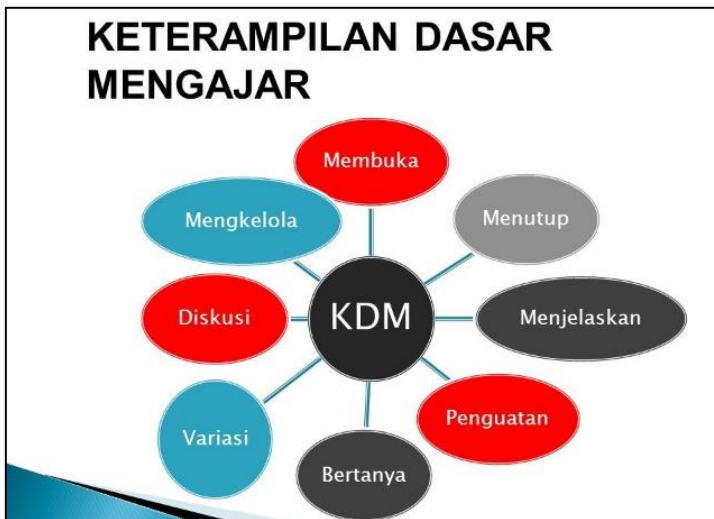 KETERAMPILAN DASAR
MENGAJAR
Membuka
Mengkelola
Menutup
Diskusi
KDM
Menjelaskan
Variasi
Penguatan
Bertanya